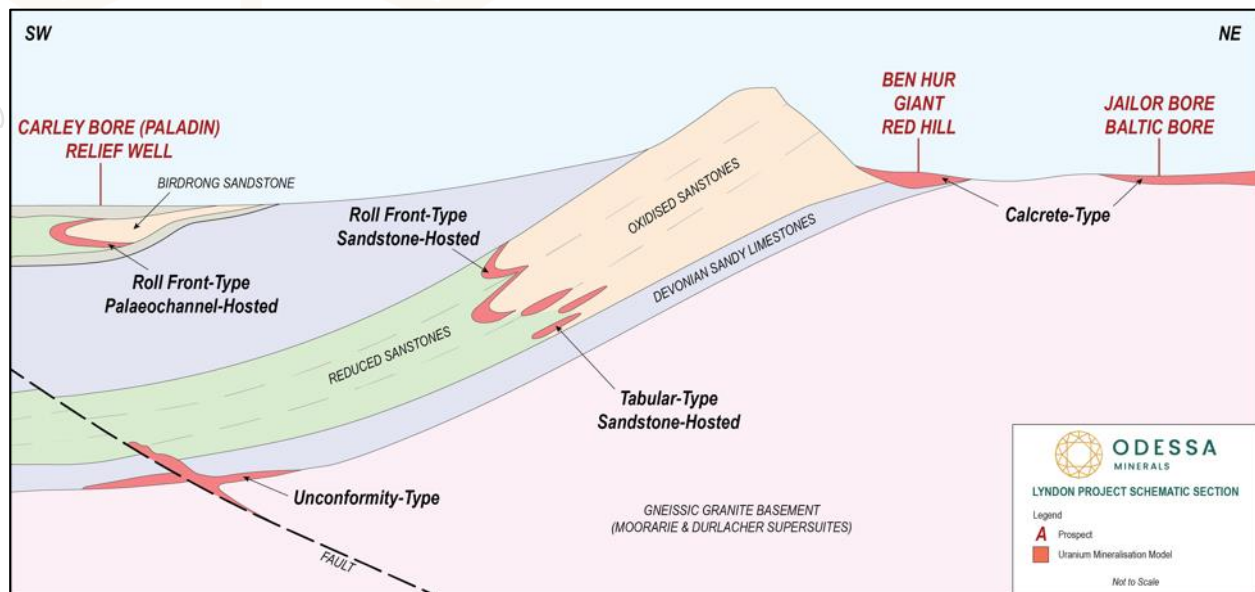 SW
NE
CARLEY BORE (PALADIN)
RELIEF WELL
BIRDRONG SANDSTONE
BEN HUR
GIANT
RED HILL
JAILOR BORE
BALTIC BORE
Roll Front-Type
Sandstone-Hosted
OXIDISED SANSTONES
Calcrete-Type
Roll Front-Type
Palaeochannel-Hosted
DEVONIAN SANDY LIMESTONES
REDUCED SANSTONES
Tabular-Type
Sandstone-Hosted
Unconformity-Type
GNEISSIC GRANITE BASEMENT
(MOORARIE & DURLACHER SUPERSUITES)
FAULT
ODESSA
MINERALS
LYNDON PROJECT SCHEMATIC SECTION
Legend
A Prospect
Uranium Mineralisation Model
Not to Scale